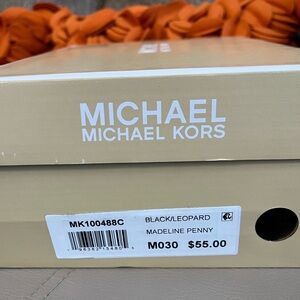 MICHAEL
MICHAEL KORS
MK100488C
BLACK/LEOPARD
MADELINE PENNY
M030 $55.00